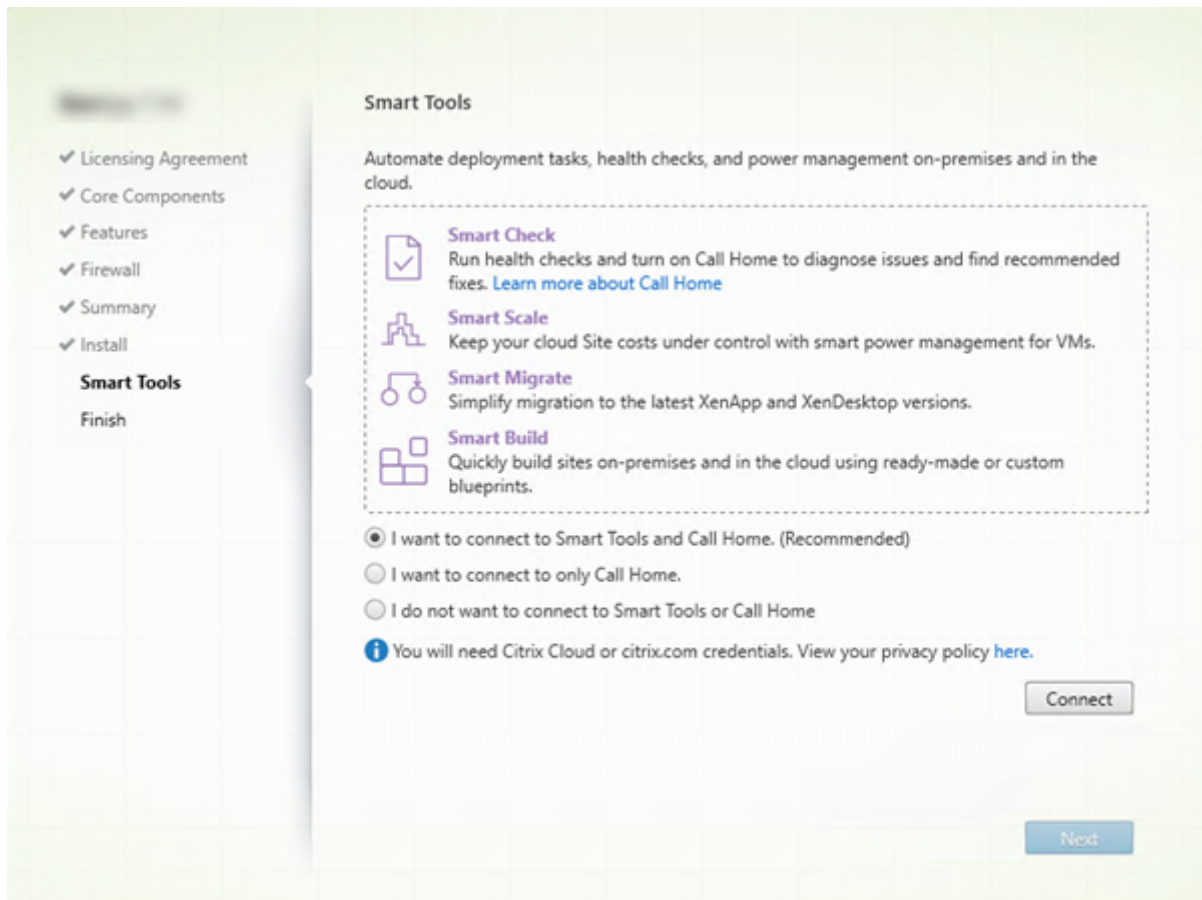 Smart Tools
Licensing Agreement
Core Components
Features
Firewall
Summary
Install
Smart Tools
Finish
Automate deployment tasks, health checks, and power management on-premises and in the
cloud.
Smart Check
Run health checks and turn on Call Home to diagnose issues and find recommended
fixes. Learn more about Call Home
Smart Scale
Keep your cloud Site costs under control with smart power management for VMs.
Smart Migrate
Simplify migration to the latest XenApp and XenDesktop versions.
Smart Build
Quickly build sites on-premises and in the cloud using ready-made or custom
blueprints.
I want to connect to Smart Tools and Call Home. (Recommended)
I want to connect to only Call Home.
I do not want to connect to Smart Tools or Call Home
You will need Citrix Cloud or citrix.com credentials. View your privacy policy here.
Connect
Next